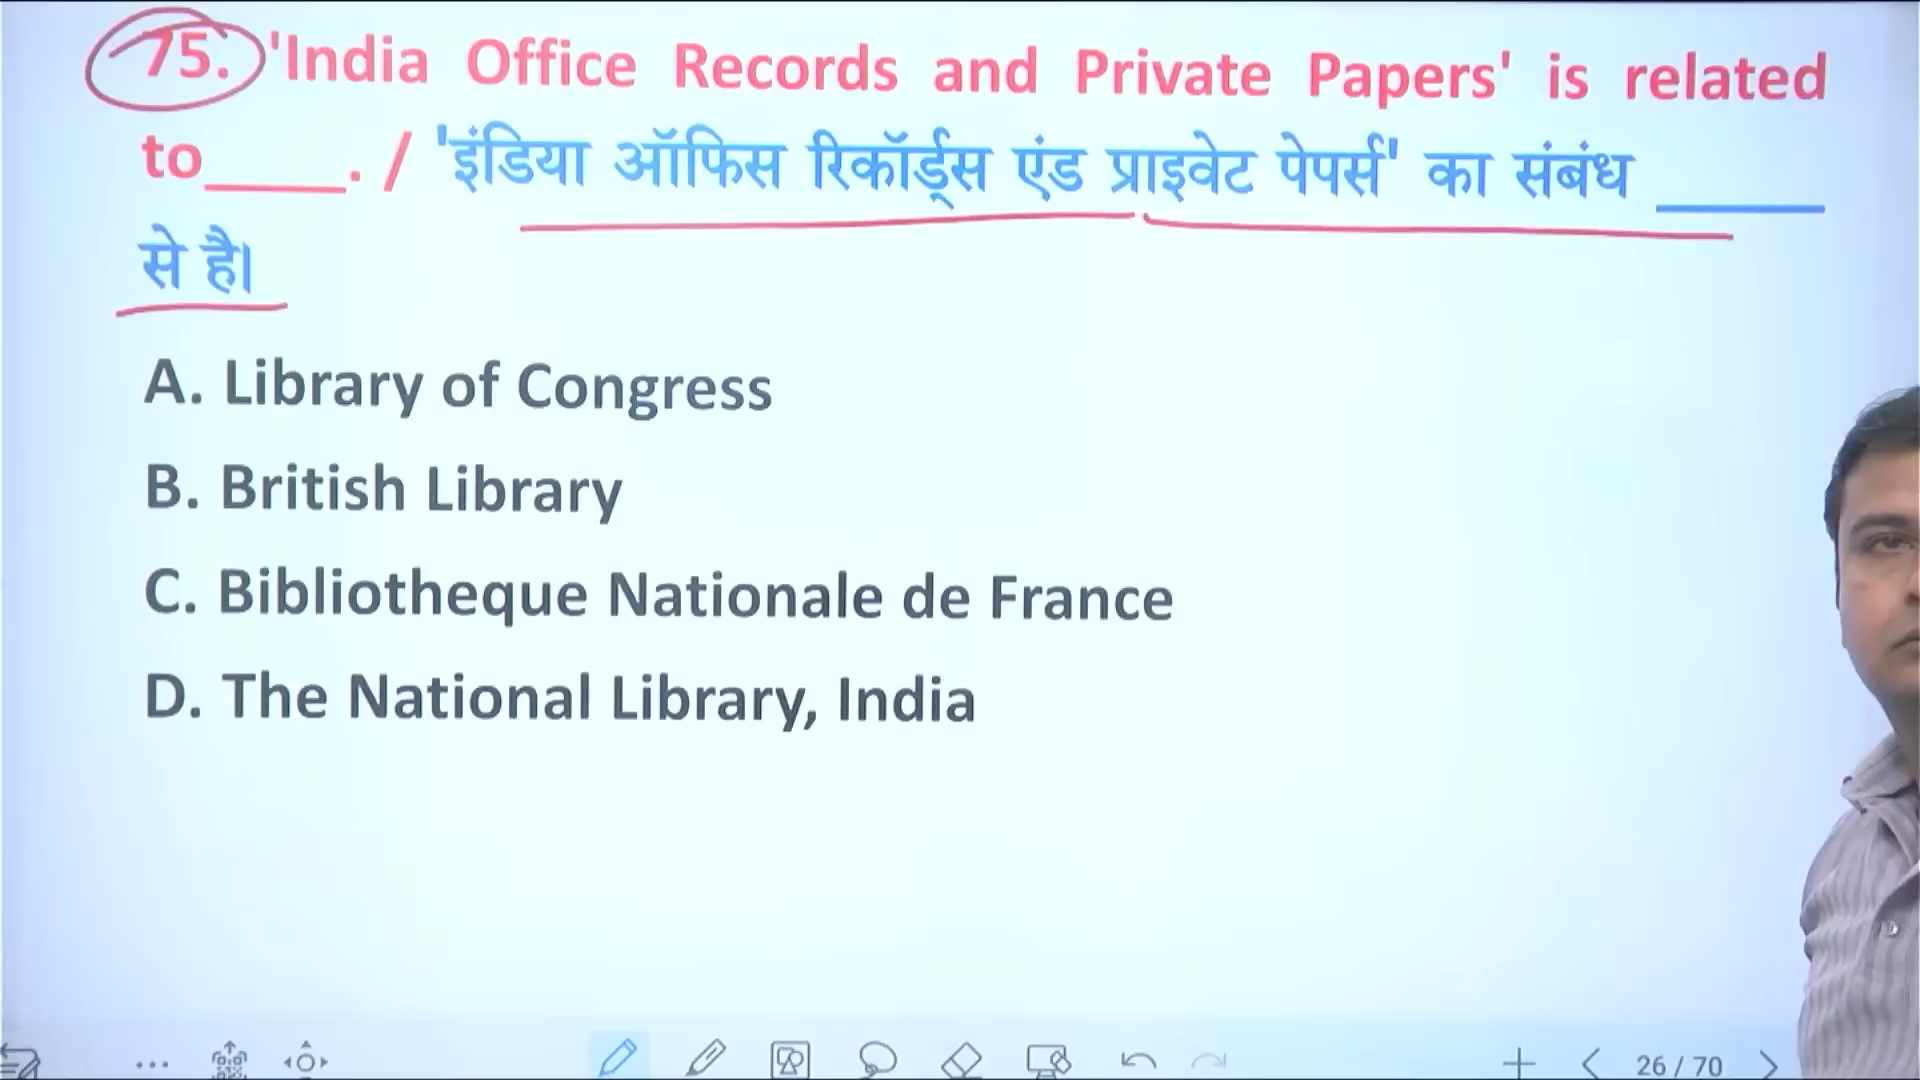 75. 'India Office Records and Private Papers' is related
to____. / 'इंडिया ऑफिस रिकॉर्ड्स एंड प्राइवेट पेपर्स' का संबंध _____
से है।
A. Library of Congress
B. British Library
C. Bibliotheque Nationale de France
D. The National Library, India
26 / 70